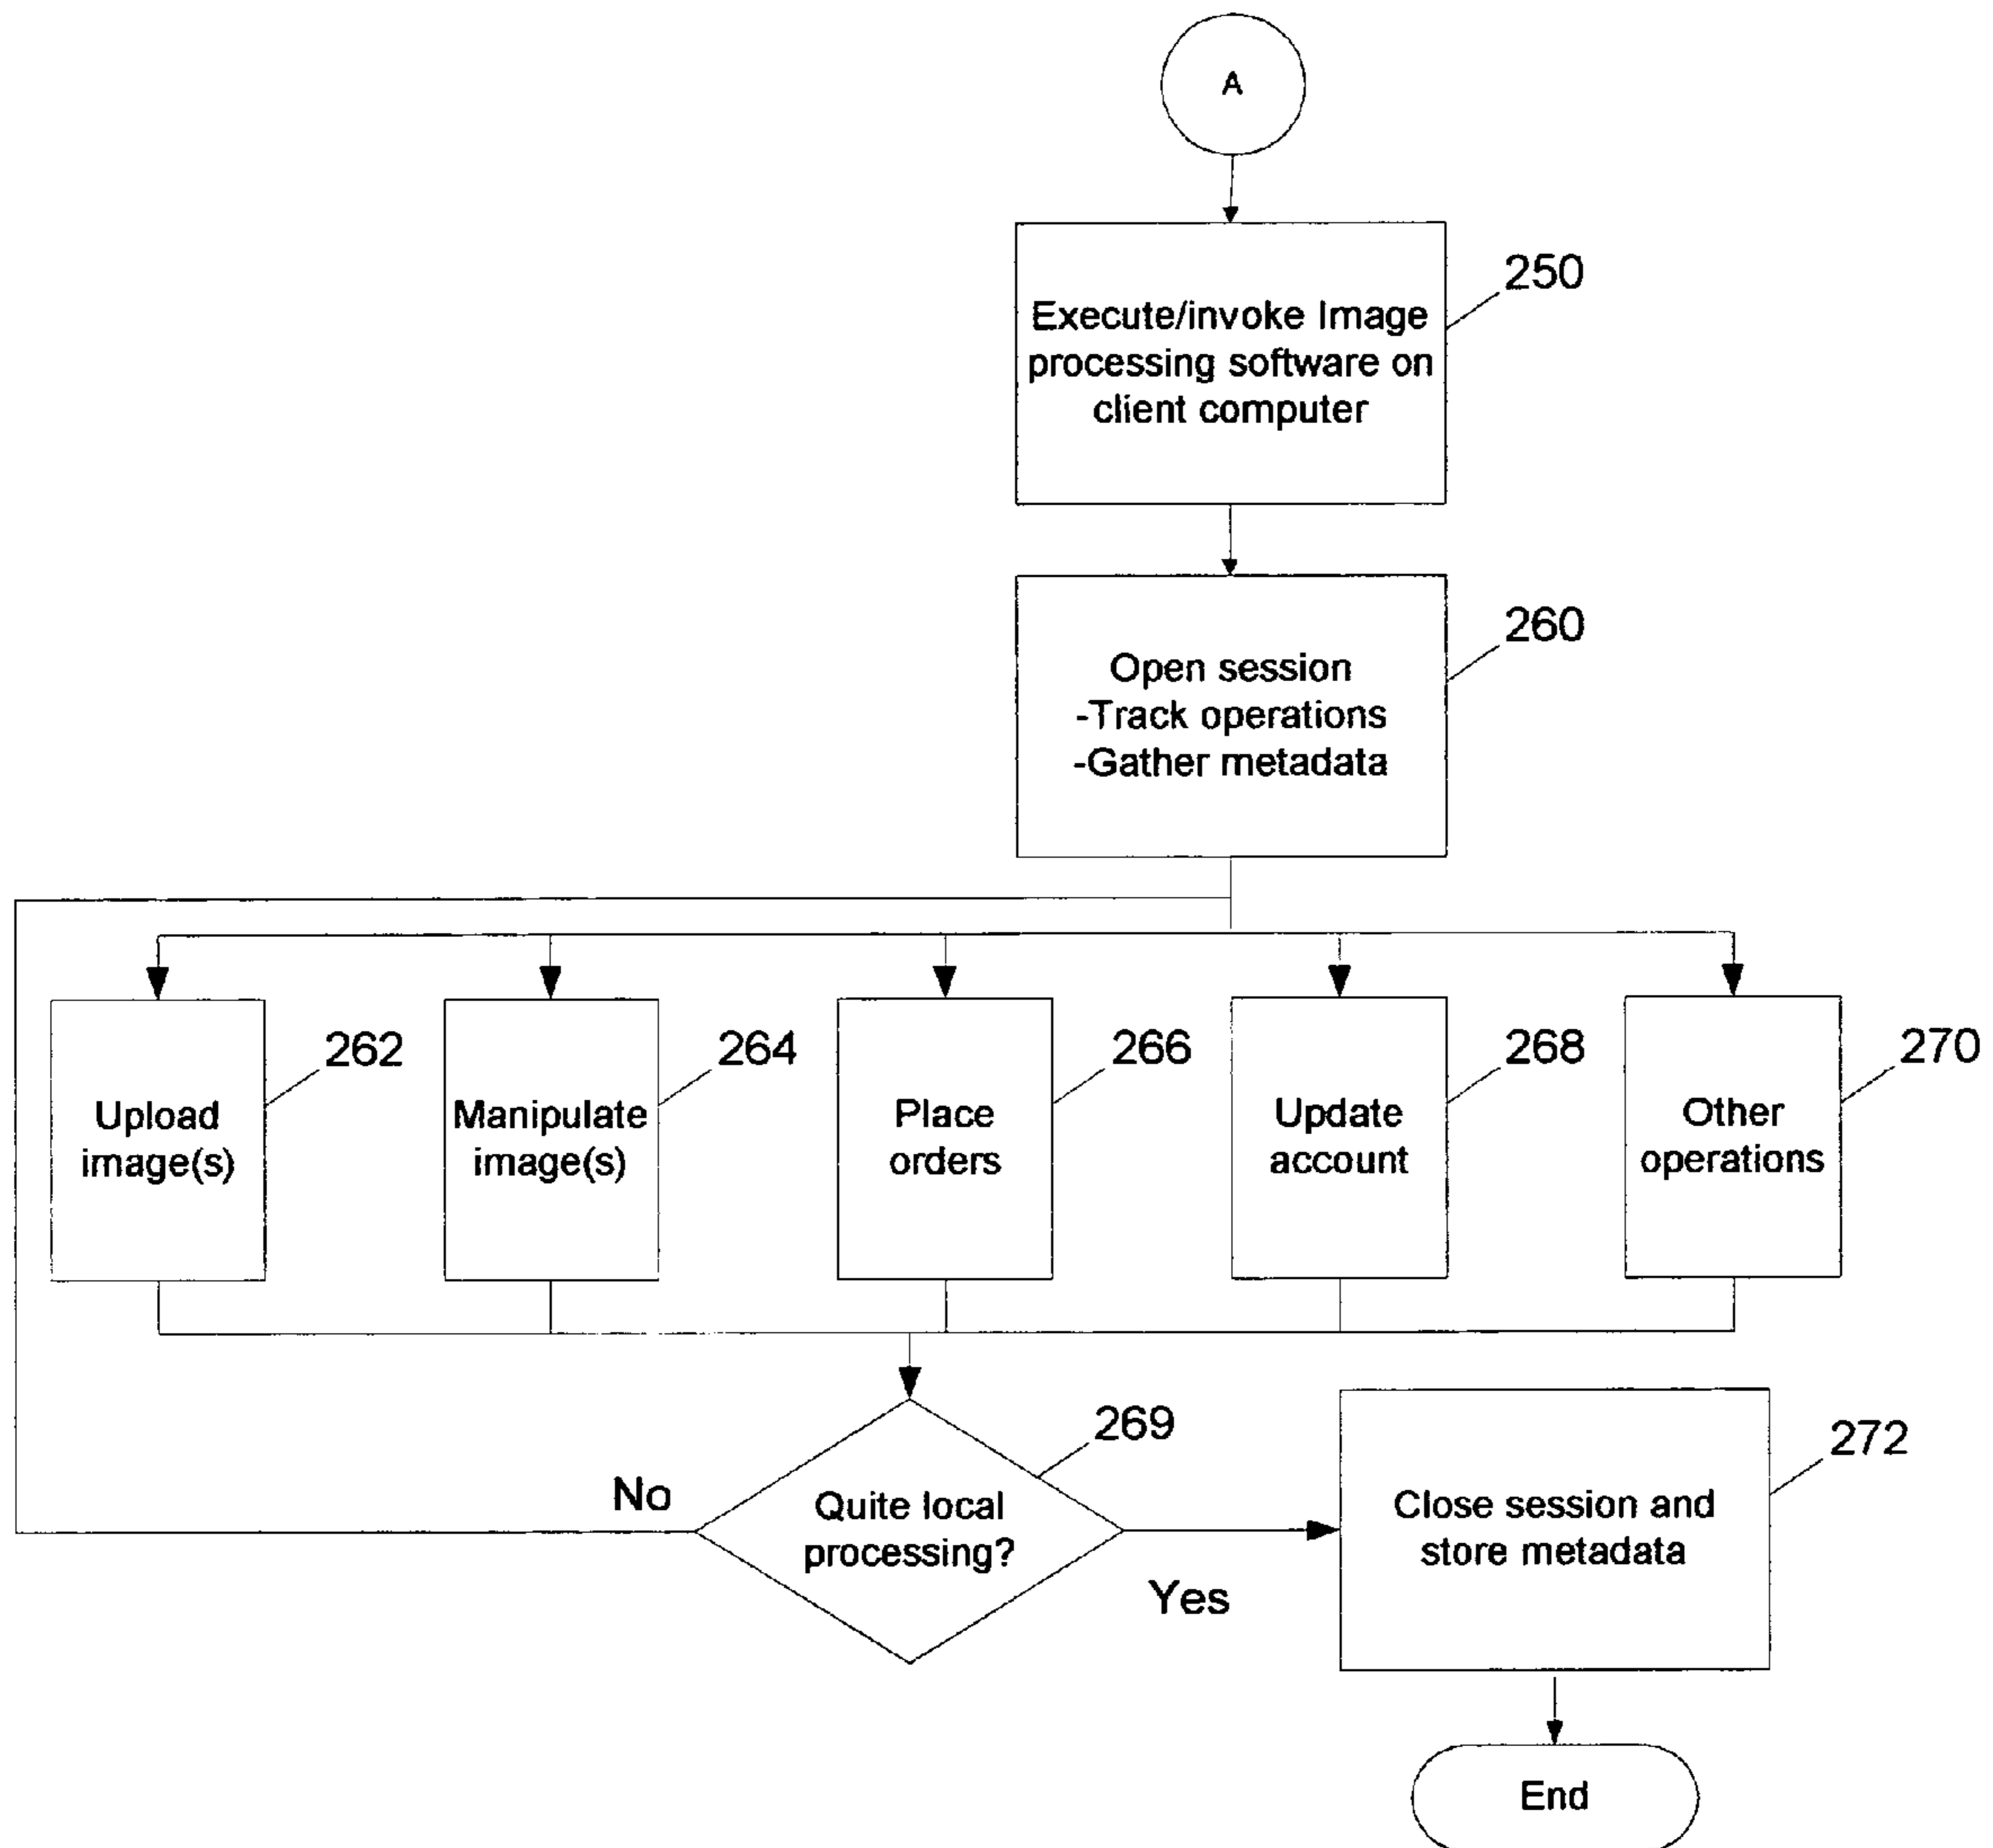 A
250
Execute/invoke Image
processing software on
client computer
260
Open session
-Track operations
-Gather metadata
262
Upload
image(s)
264
Manipulate
image(s)
266
Place
orders
268
Update
account
270
Other
operations
269
Quite local
processing?
No
Yes
272
Close session and
store metadata
End